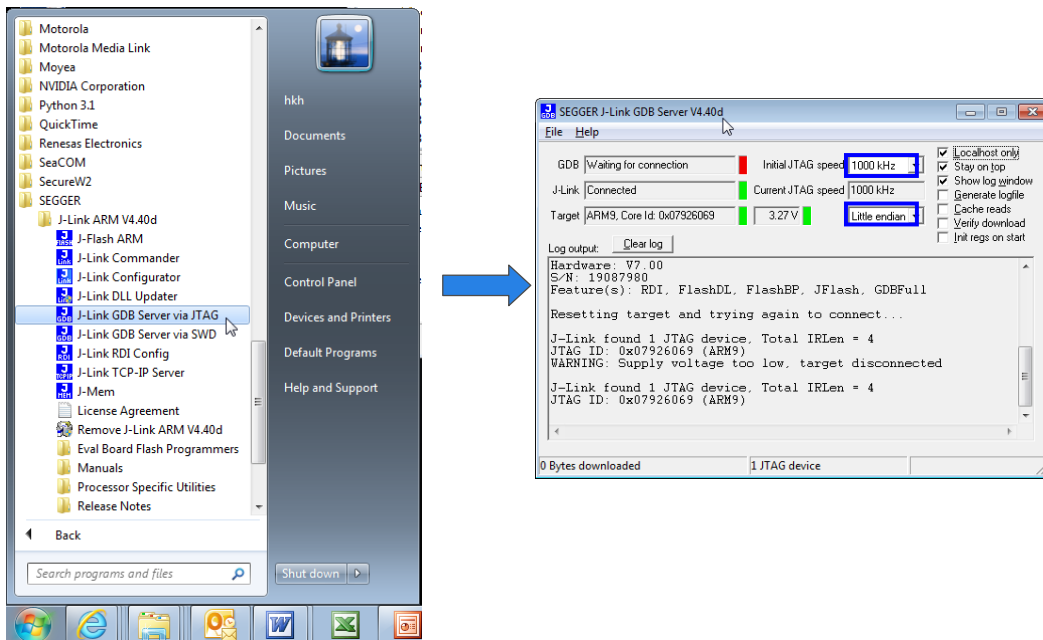 Motorola
Motorola Media Link
Moyea
NVIDIA Corporation
Python 3.1
QuickTime
Renesas Electronics
SeaCOM
SecureW2
SEGGER
J-Link ARM V4.40d
J-Flash ARM
J-Link Commander
J-Link Configurator
J-Link DLL Updater
J-Link GDB Server via JTAG
J-Link GDB Server via SWD
J-Link RDI Config
J-Link TCP-IP Server
J-Mem
License Agreement
Remove J-Link ARM V4.40d
Eval Board Flash Programmers
Manuals
Processor Specific Utilities
Release Notes
Back
Search programs and files
hkh
Documents
Pictures
Music
Computer
Control Panel
Devices and Printers
Default Programs
Help and Support
Shut down
SEGGER J-Link GDB Server V4.40d
File Help
GDB Waiting for connection Initial JTAG speed 1000 kHz
J-Link Connected Current JTAG speed 1000 kHz
Target ARM9, Core Id: 0x07926069 3.27 V Little endian
Localhost only
Stay on top
Show log window
Generate logfile
Cache reads
Verify download
Init regs on start
Log output: Clear log
Hardware: V7.00
S/N: 19087980
Feature(s): RDI, FlashDL, FlashBP, JFlash, GDBFull
Resetting target and trying again to connect...
J-Link found 1 JTAG device, Total IRLen = 4
JTAG ID: 0x07926069 (ARM9)
WARNING: Supply voltage too low, target disconnected
J-Link found 1 JTAG device, Total IRLen = 4
JTAG ID: 0x07926069 (ARM9)
0 Bytes downloaded 1 JTAG device